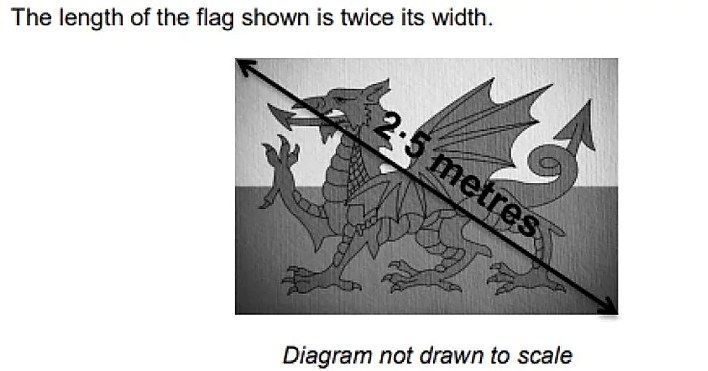 The length of the flag shown is twice its width.
2·5 metres
Diagram not drawn to scale